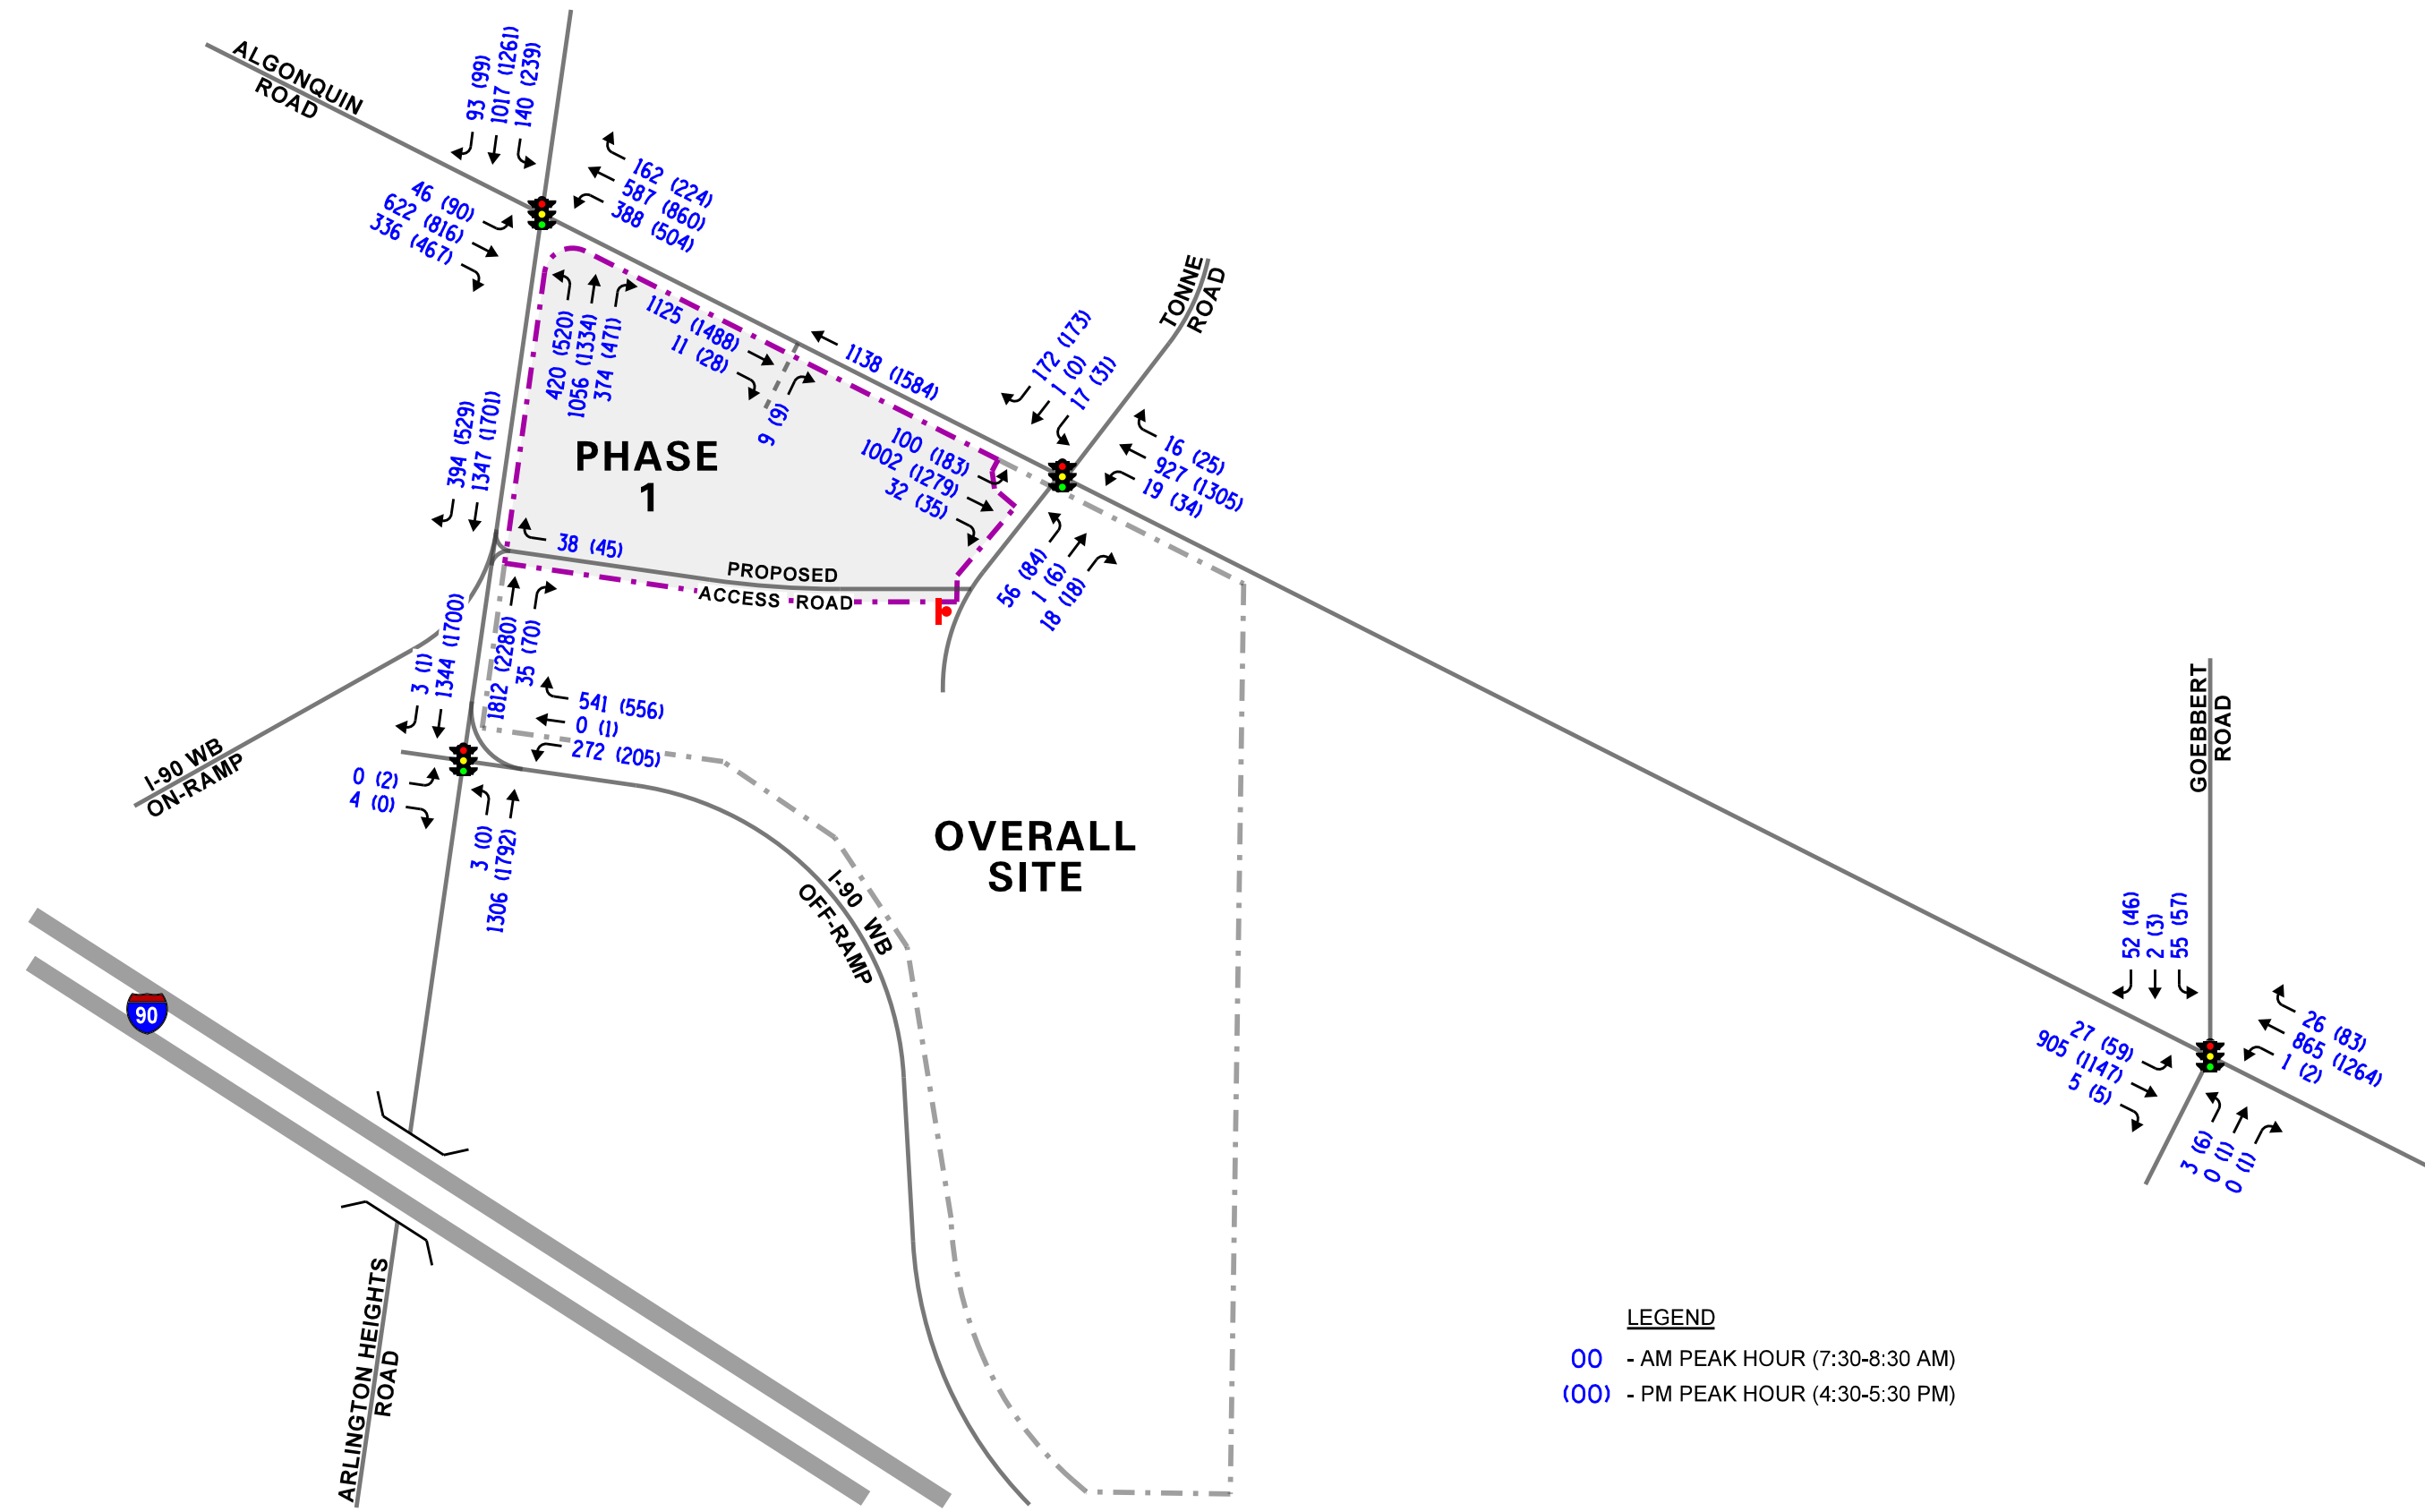 ALGONQUIN
ROAD
93 (99)
1017 (1261)
140 (239)
162 (224)
587 (860)
388 (504)
46 (90)
622 (816)
336 (467)
420 (520)
1056 (1334)
374 (471)
1125 (1488)
11 (28)
9 (9)
1138 (1584)
TONNE
ROAD
172 (173)
1 (0)
17 (31)
16 (25)
927 (1305)
19 (34)
100 (183)
1002 (1279)
32 (35)
56 (84)
1 (6)
18 (18)
PHASE
1
394 (529)
1347 (1701)
38 (45)
PROPOSED
ACCESS ROAD
1812 (2280)
35 (70)
3 (1)
1344 (1700)
541 (556)
0 (1)
272 (205)
I-90 WB
ON-RAMP
0 (2)
4 (0)
3 (0)
1306 (1792)
OVERALL
SITE
I-90 WB
OFF-RAMP
GOEBBERT
ROAD
52 (46)
2 (3)
55 (57)
26 (83)
865 (1264)
1 (2)
27 (59)
905 (1147)
5 (5)
3 (6)
0 (1)
0 (1)
90
ARLINGTON HEIGHTS
ROAD
LEGEND
00 - AM PEAK HOUR (7:30-8:30 AM)
(00) - PM PEAK HOUR (4:30-5:30 PM)